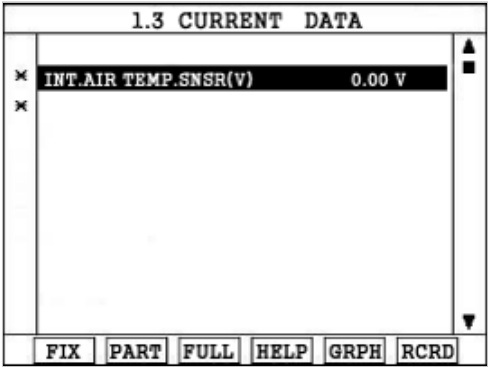 1.3 CURRENT DATA
* INT.AIR TEMP.SNSR(V) 0.00 V
*
FIX PART FULL HELP GRPH RCRD